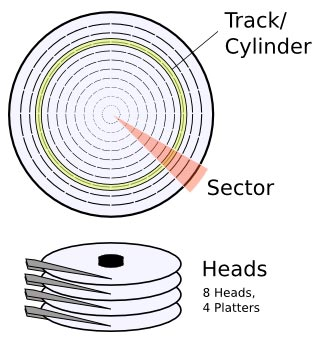 Track/
Cylinder
Sector
Heads
8 Heads,
4 Platters